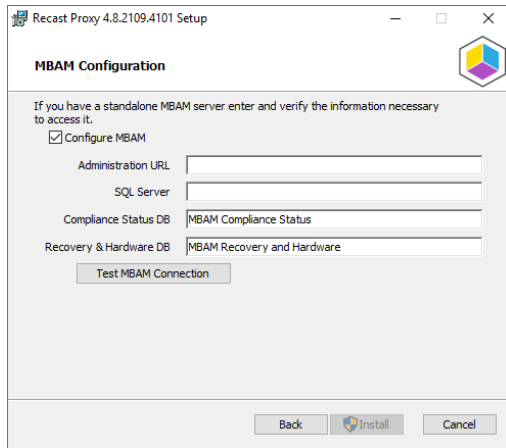 Recast Proxy 4.8.2109.4101 Setup
MBAM Configuration
If you have a standalone MBAM server enter and verify the information necessary
to access it.
Configure MBAM
Administration URL
SQL Server
Compliance Status DB MBAM Compliance Status
Recovery & Hardware DB MBAM Recovery and Hardware
Test MBAM Connection
Back Install Cancel